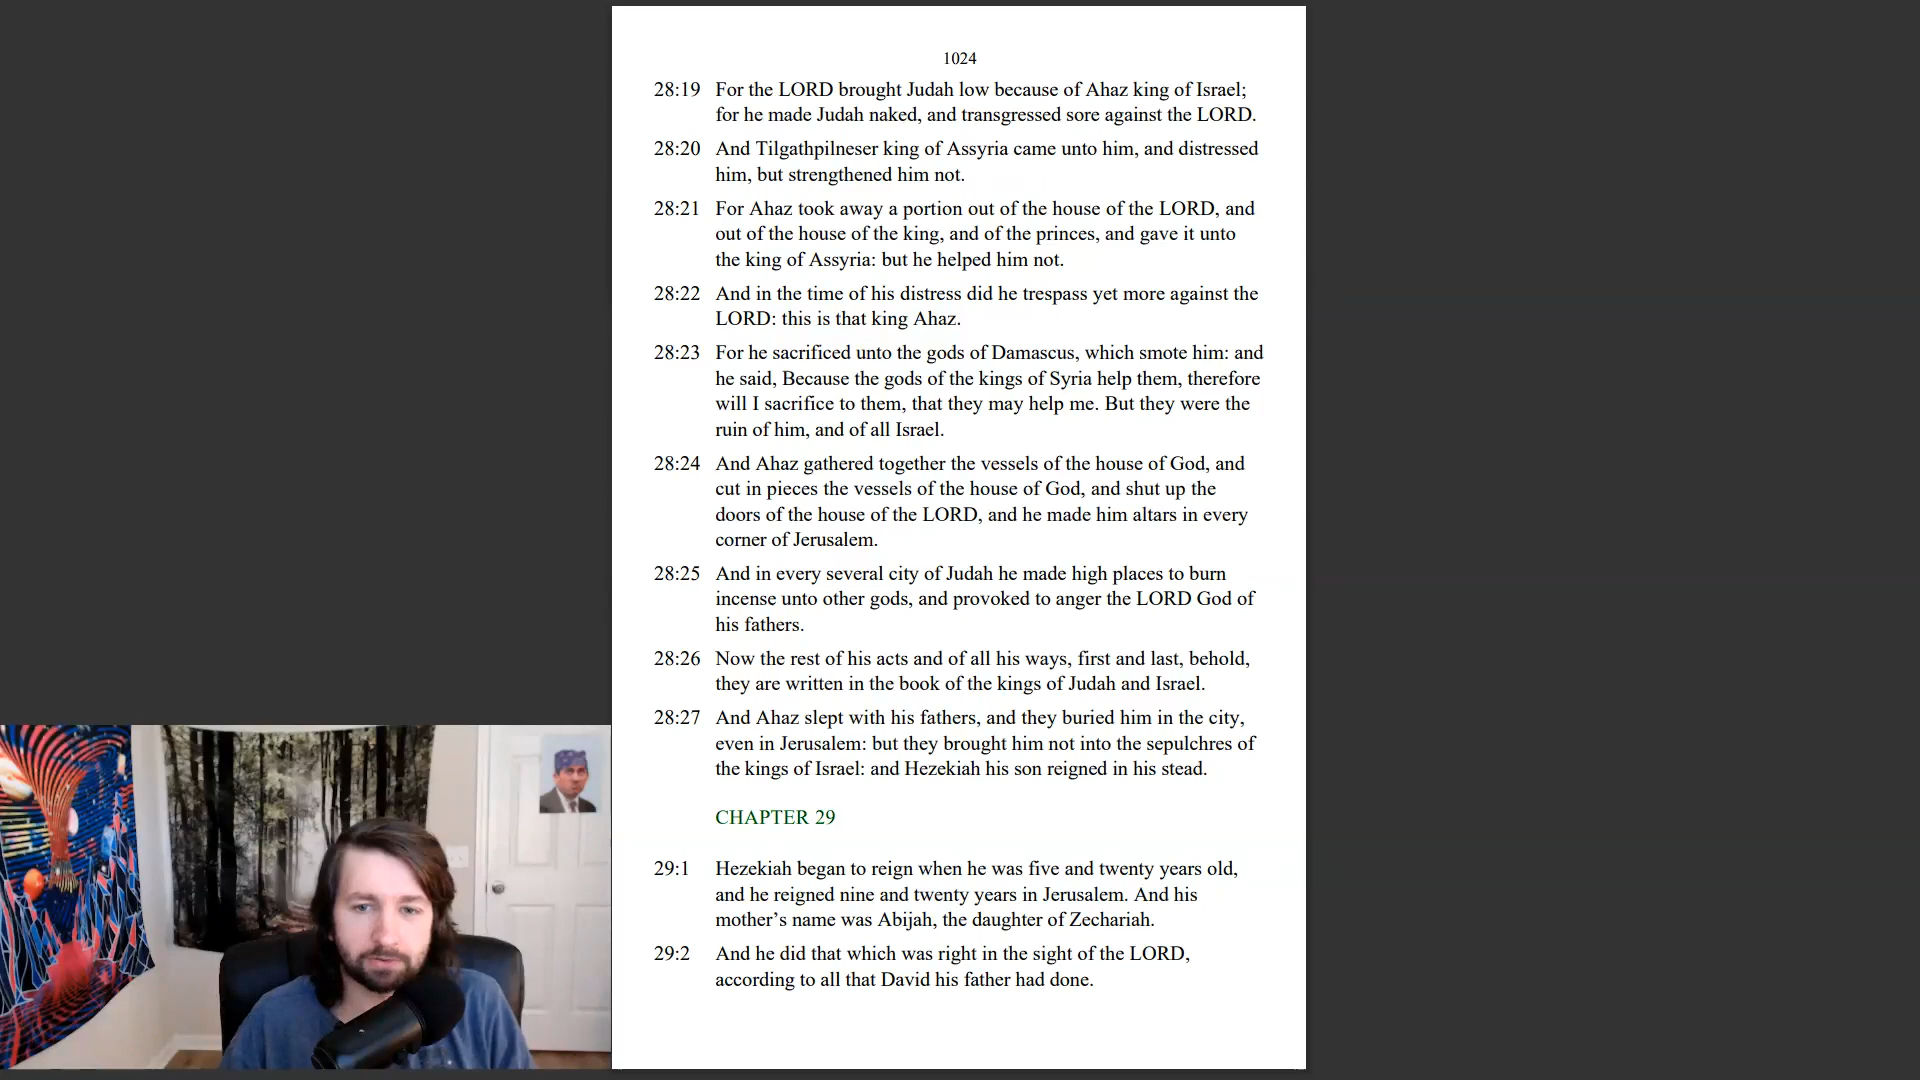 1024
28:19 For the LORD brought Judah low because of Ahaz king of Israel;
for he made Judah naked, and transgressed sore against the LORD.
28:20 And Tilgathpilneser king of Assyria came unto him, and distressed
him, but strengthened him not.
28:21 For Ahaz took away a portion out of the house of the LORD, and
out of the house of the king, and of the princes, and gave it unto
the king of Assyria: but he helped him not.
28:22 And in the time of his distress did he trespass yet more against the
LORD: this is that king Ahaz.
28:23 For he sacrificed unto the gods of Damascus, which smote him: and
he said, Because the gods of the kings of Syria help them, therefore
will I sacrifice to them, that they may help me. But they were the
ruin of him, and of all Israel.
28:24 And Ahaz gathered together the vessels of the house of God, and
cut in pieces the vessels of the house of God, and shut up the
doors of the house of the LORD, and he made him altars in every
corner of Jerusalem.
28:25 And in every several city of Judah he made high places to burn
incense unto other gods, and provoked to anger the LORD God of
his fathers.
28:26 Now the rest of his acts and of all his ways, first and last, behold,
they are written in the book of the kings of Judah and Israel.
28:27 And Ahaz slept with his fathers, and they buried him in the city,
even in Jerusalem: but they brought him not into the sepulchres of
the kings of Israel: and Hezekiah his son reigned in his stead.
CHAPTER 29
29:1 Hezekiah began to reign when he was five and twenty years old,
and he reigned nine and twenty years in Jerusalem. And his
mother’s name was Abijah, the daughter of Zechariah.
29:2 And he did that which was right in the sight of the LORD,
according to all that David his father had done.